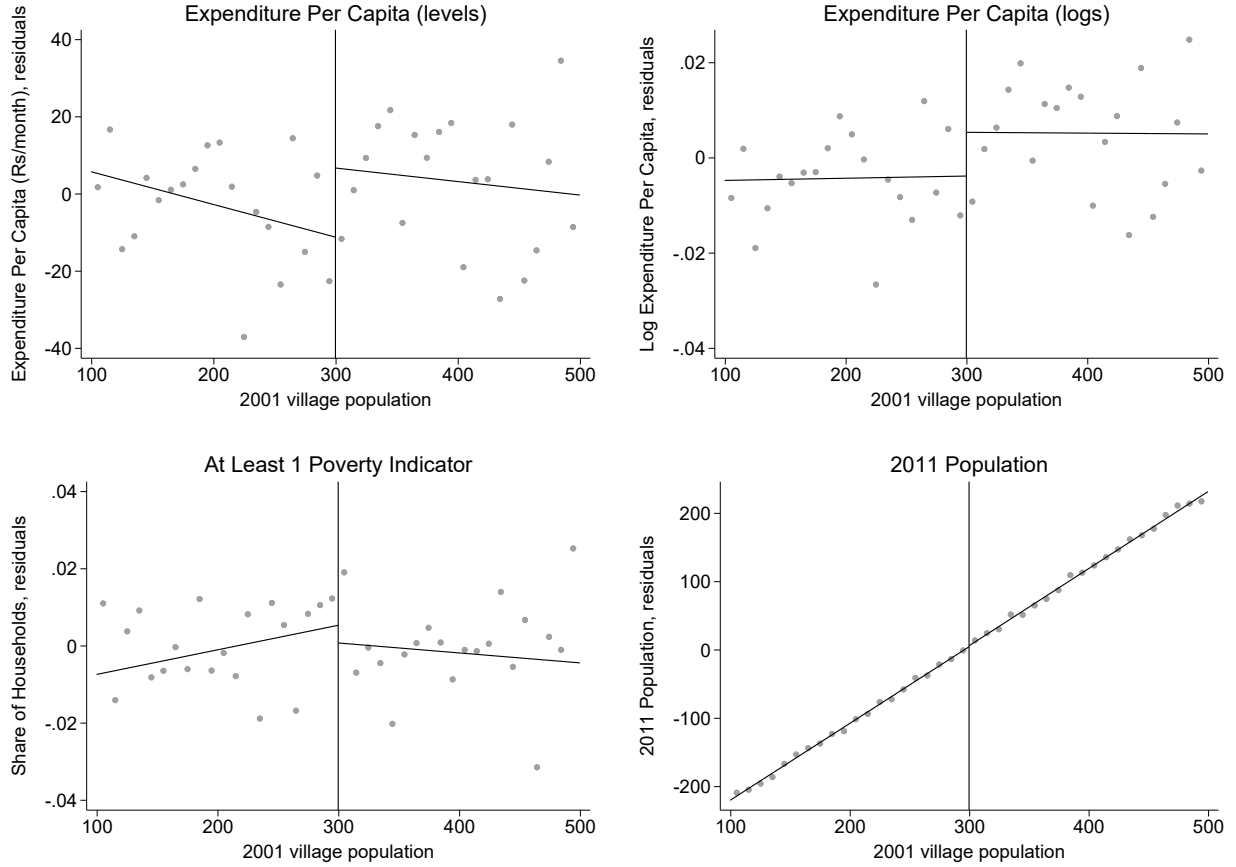 Expenditure Per Capita (levels)
Expenditure Per Capita (Rs/month), residuals
40
20
0
-20
-40
100 200 300 400 500
2001 village population
Expenditure Per Capita (logs)
Log Expenditure Per Capita, residuals
.02
0
-.02
-.04
100 200 300 400 500
2001 village population
At Least 1 Poverty Indicator
Share of Households, residuals
.04
.02
0
-.02
-.04
100 200 300 400 500
2001 village population
2011 Population
2011 Population, residuals
200
100
0
-100
-200
100 200 300 400 500
2001 village population